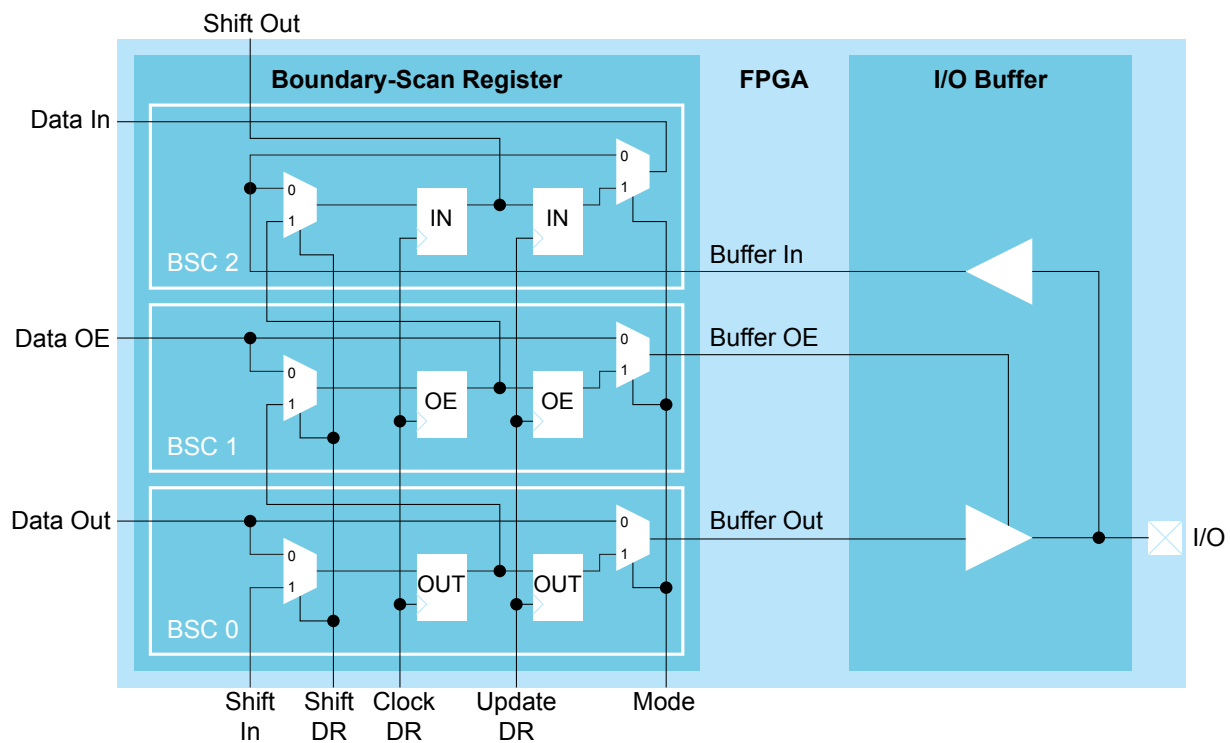 Shift Out
Boundary-Scan Register
FPGA
I/O Buffer
Data In
0
1
0
1
IN
IN
BSC 2
Buffer In
Data OE
Buffer OE
0
1
0
1
OE
OE
BSC 1
Data Out
Buffer Out
I/O
0
1
0
1
OUT
OUT
BSC 0
Shift
In
Shift
DR
Clock
DR
Update
DR
Mode